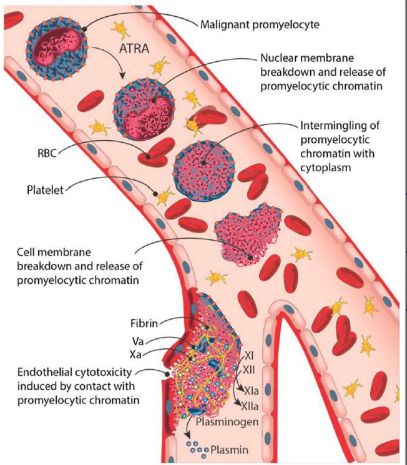 Malignant promyelocyte
ATRA
Nuclear membrane
breakdown and release of
promyelocytic chromatin
Intermingling of
promyelocytic
chromatin with
cytoplasm
RBC
Platelet
Cell membrane
breakdown and release of
promyelocytic chromatin
Fibrin
Va
Xa
Endothelial cytotoxicity
induced by contact with
promyelocytic chromatin
XI
XII
XIa
XIIa
Plasminogen
Plasmin